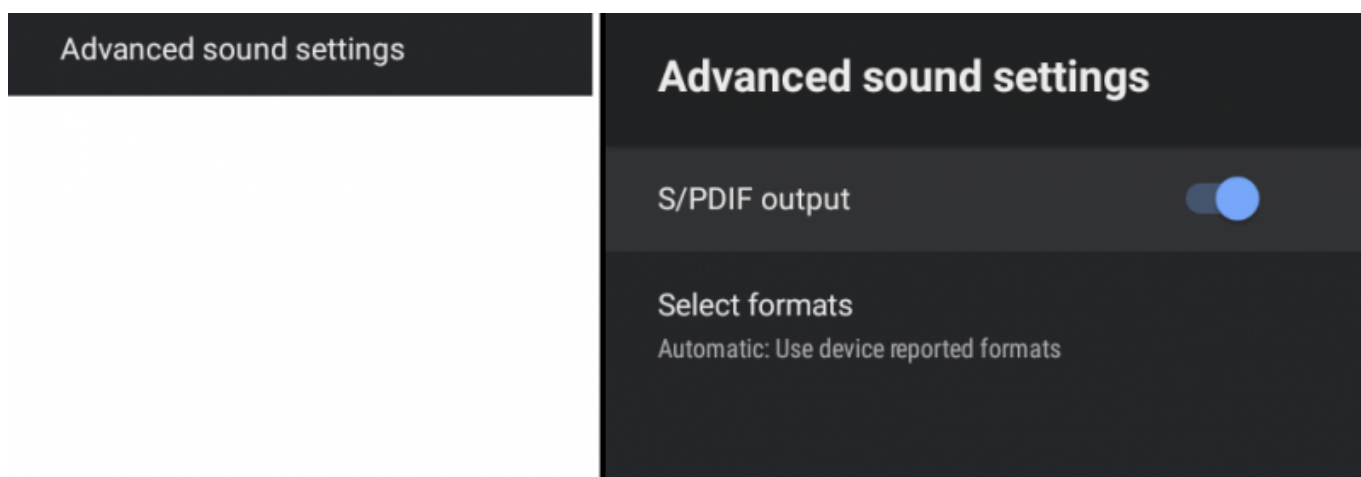 Advanced sound settings
Advanced sound settings
S/PDIF output
Select formats
Automatic: Use device reported formats